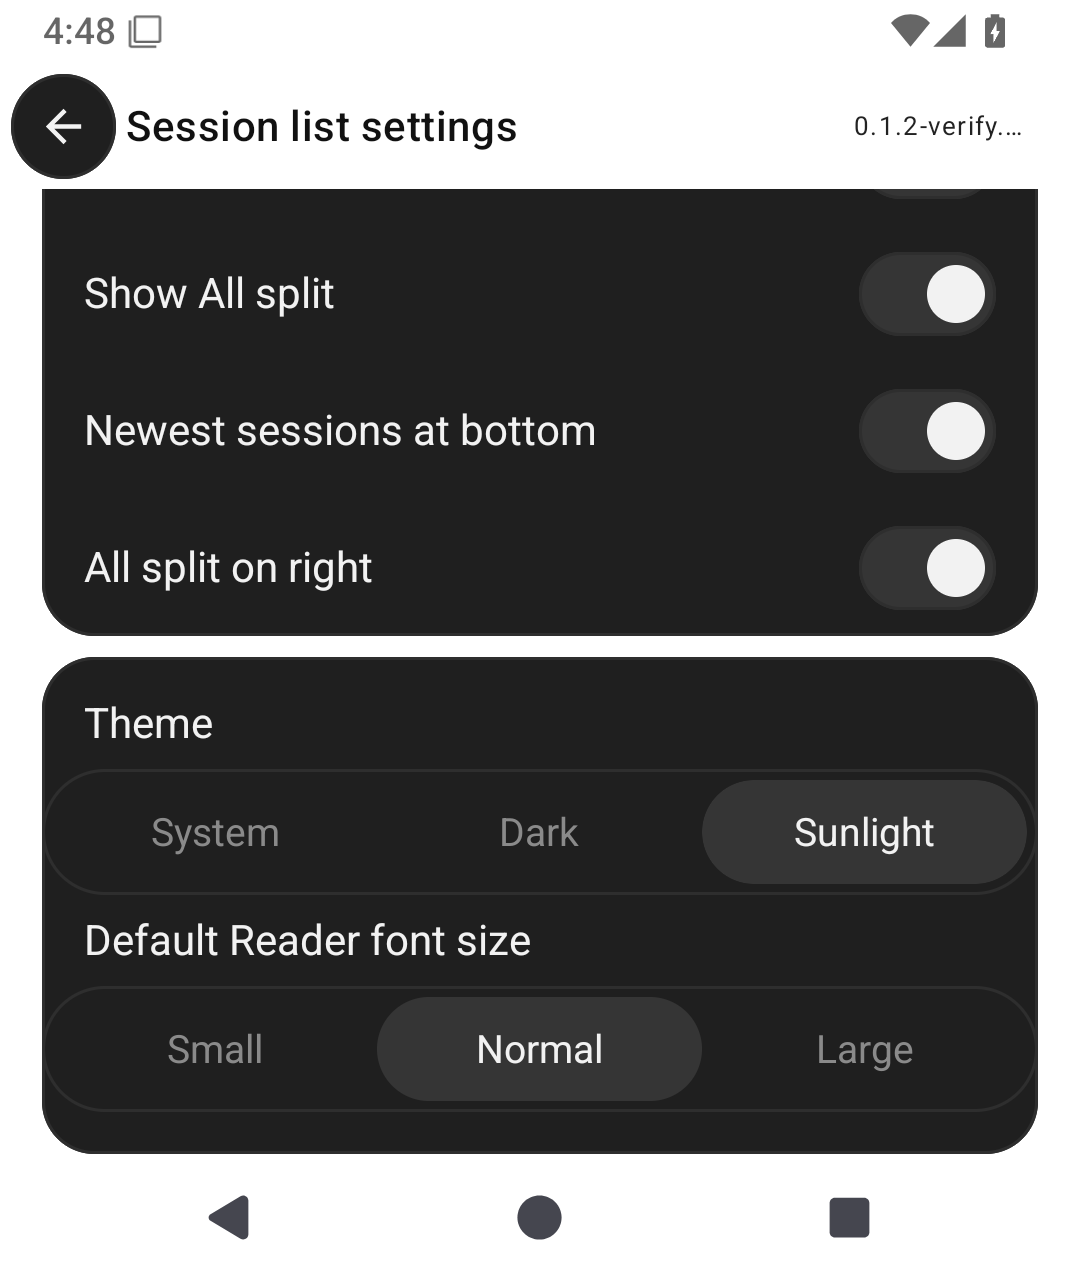 4:48
Session list settings
0.1.2-verify.…
Show All split
Newest sessions at bottom
All split on right
Theme
System
Dark
Sunlight
Default Reader font size
Small
Normal
Large